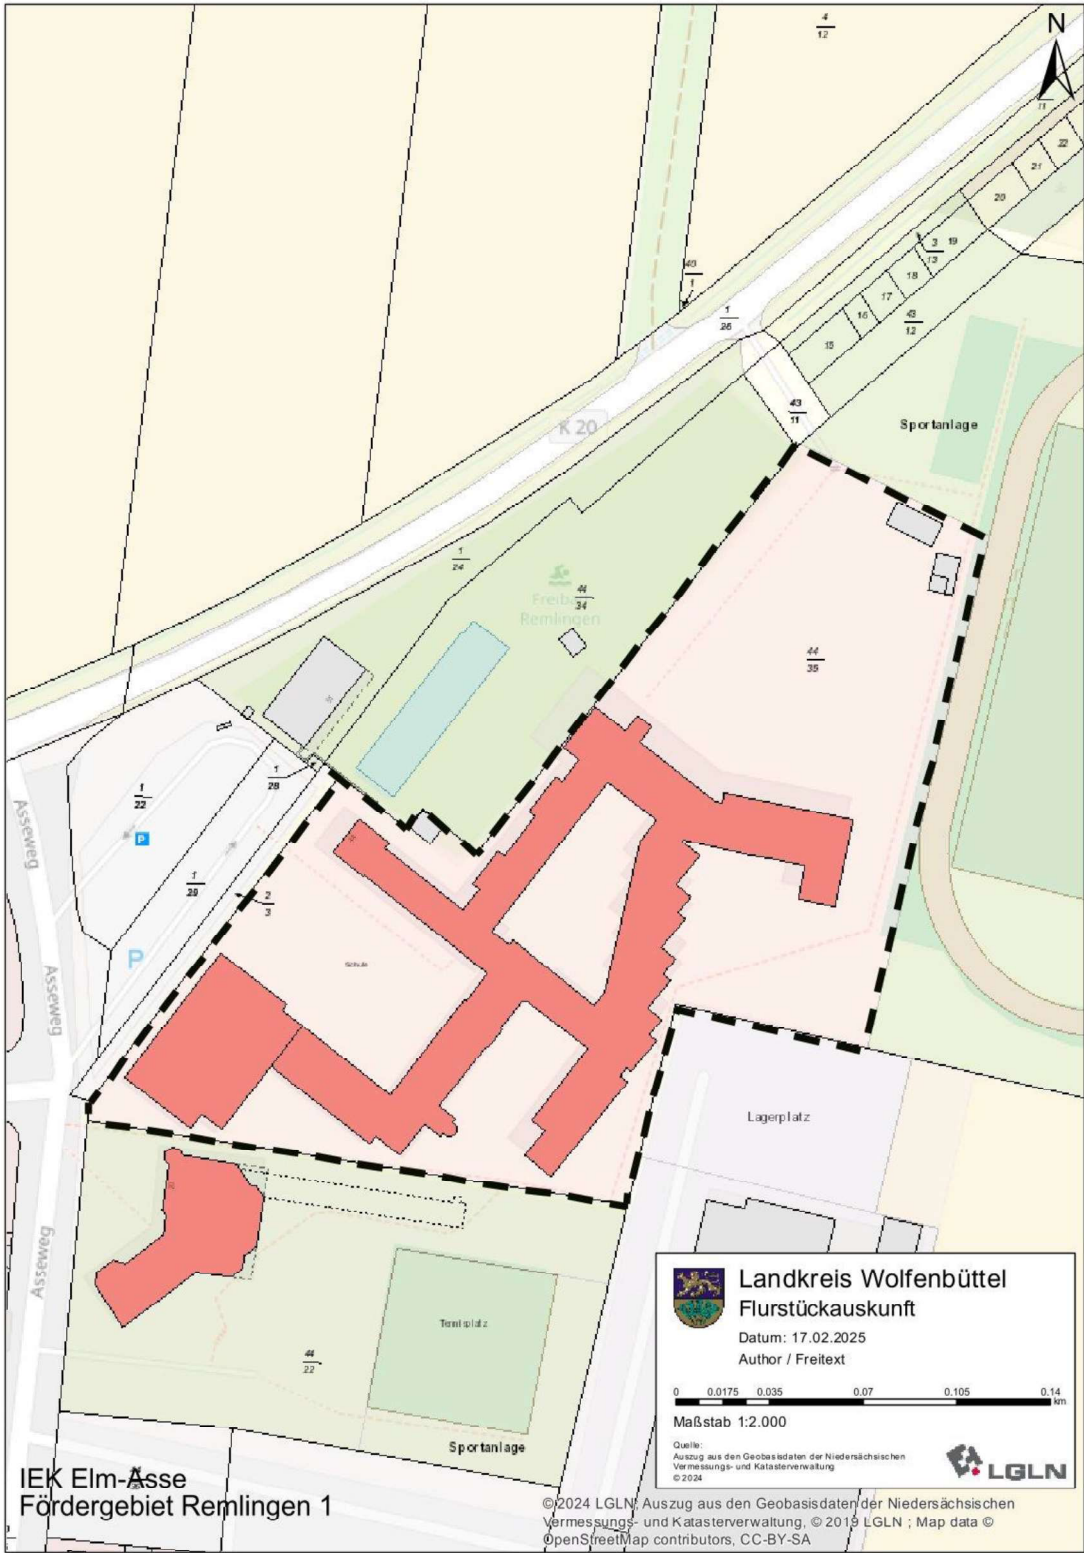 4
12
N
11
22
21
20
3
13
19
18
17
16
15
43
12
40
1
1
26
43
11
Sportanlage
K 20
1
24
Freiba
Remlingen
44
34
44
35
1
28
1
22
P
1
29
2
3
P
Asseweg
Asseweg
Asseweg
Schule
Lagerplatz
Tennisplatz
44
22
Sportanlage
IEK Elm-Asse
Fördergebiet Remlingen 1
Landkreis Wolfenbüttel
Flurstückauskunft
Datum: 17.02.2025
Author / Freitext
0 0.0175 0.035 0.07 0.105 0.14
km
Maßstab 1:2.000
Quelle:
Auszug aus den Geobasisdaten der Niedersächsischen
Vermessungs- und Katasterverwaltung
© 2024
LGLN
©2024 LGLN; Auszug aus den Geobasisdaten der Niedersächsischen
Vermessungs- und Katasterverwaltung, © 2019 LGLN ; Map data ©
OpenStreetMap contributors, CC-BY-SA